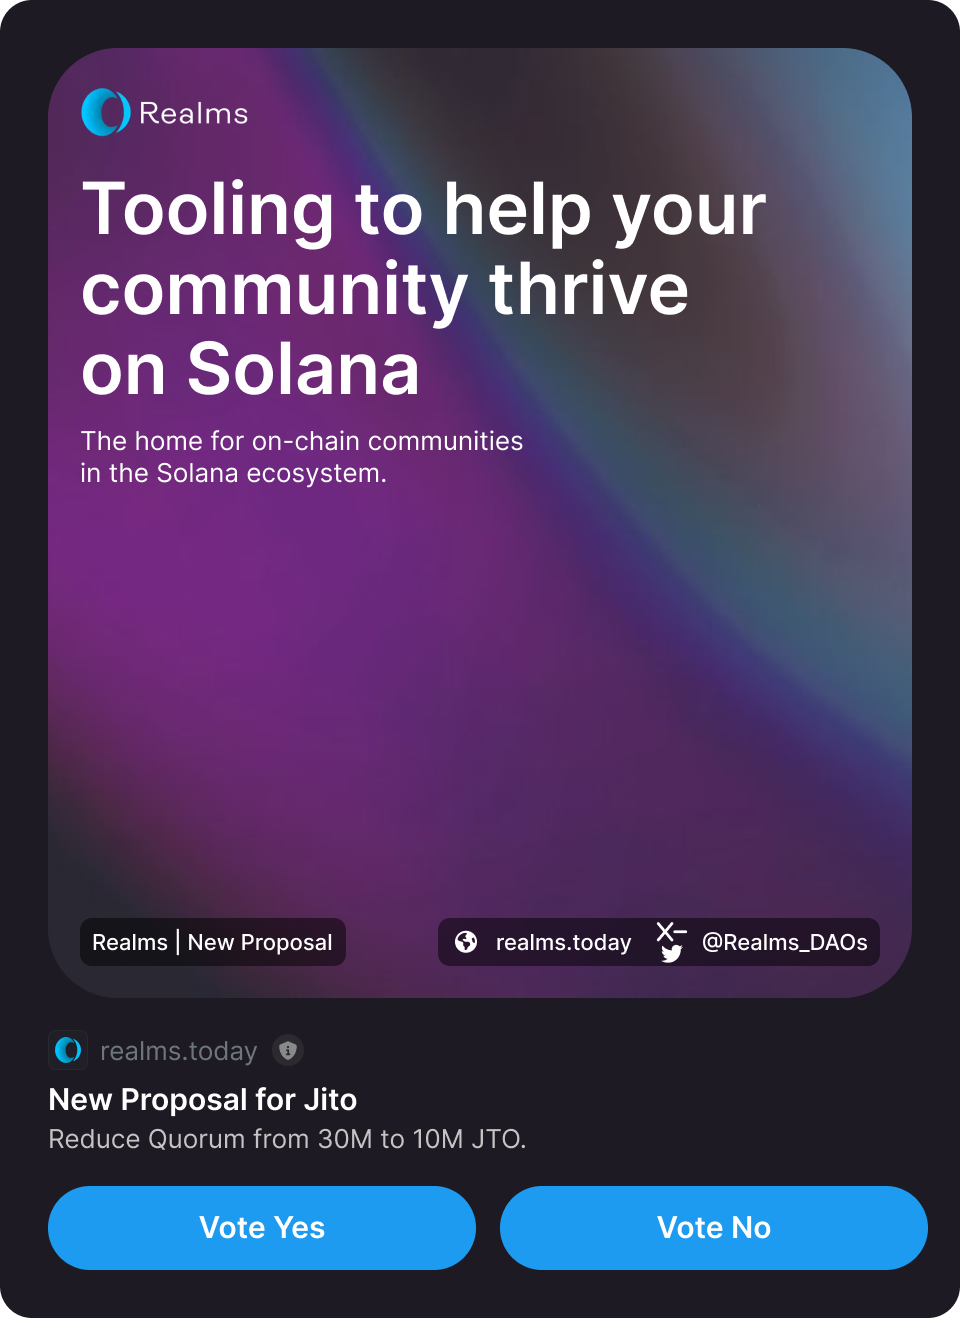 Realms
Tooling to help your
community thrive
on Solana
The home for on-chain communities
in the Solana ecosystem.
Realms | New Proposal
realms.today
@Realms_DAOs
realms.today
New Proposal for Jito
Reduce Quorum from 30M to 10M JTO.
Vote Yes
Vote No